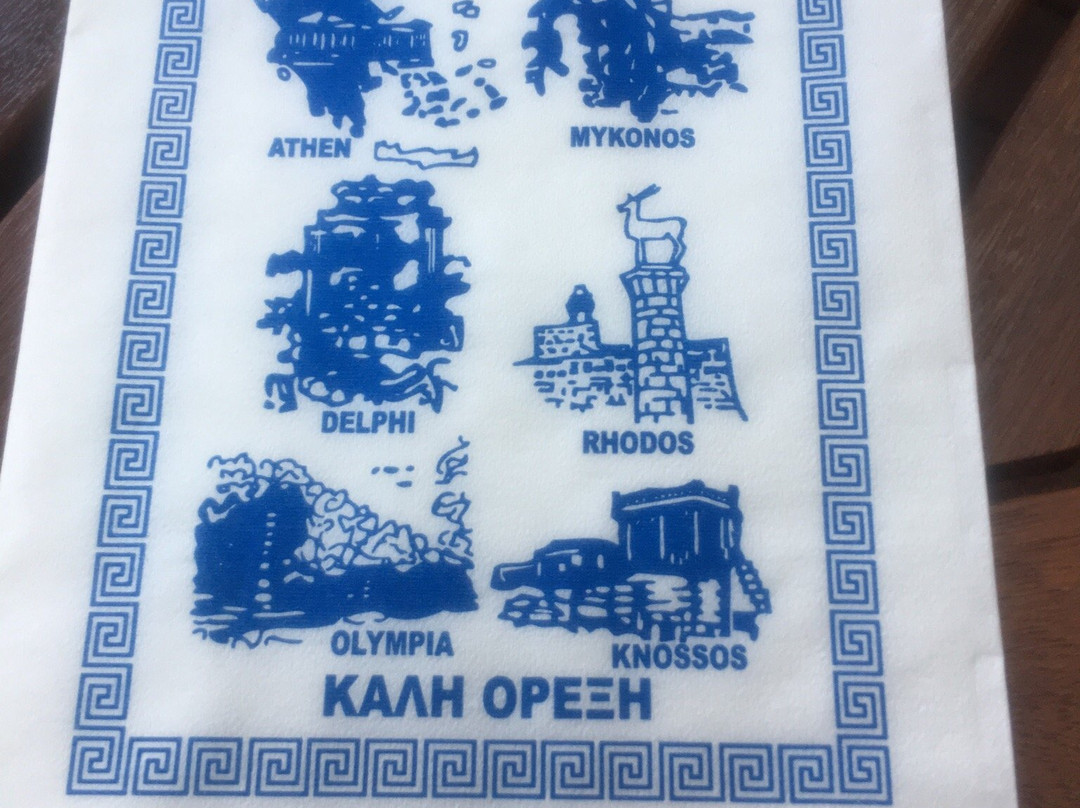 ATHEN
MYKONOS
DELPHI
RHODOS
OLYMPIA
KNOSSOS
ΚΑΛΗ ΟΡΕΞΗ